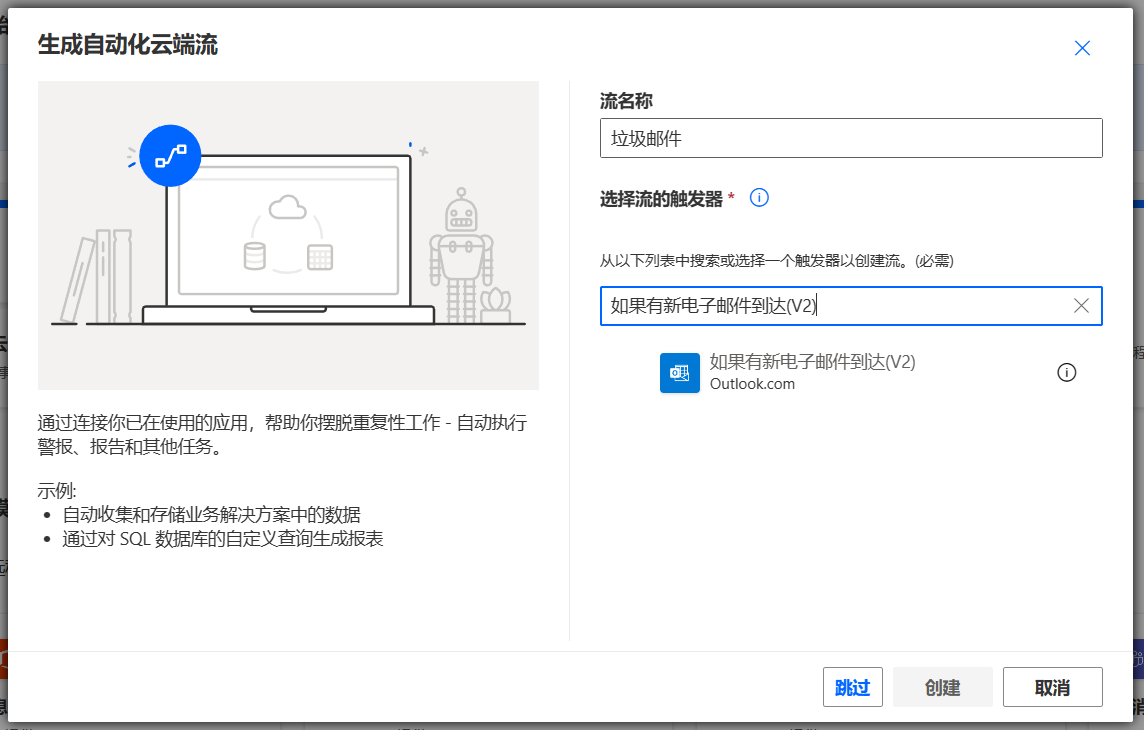 生成自动化云端流
通过连接你已在使用的应用，帮助你摆脱重复性工作 - 自动执行
警报、报告和其他任务。
示例:
自动收集和存储业务解决方案中的数据
通过对 SQL 数据库的自定义查询生成报表
流名称
垃圾邮件
选择流的触发器 *
从以下列表中搜索或选择一个触发器以创建流。(必需)
如果有新电子邮件到达(V2)
如果有新电子邮件到达(V2)
Outlook.com
跳过
创建
取消